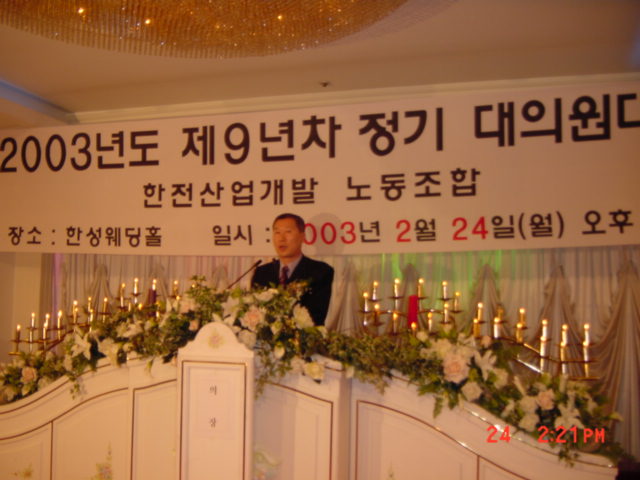 2003년도 제9년차 정기 대의원대
한전산업개발 노동조합
장소 : 한성웨딩홀 일시 : 2003년 2월 24일(월) 오후
의장
24 2:21PM